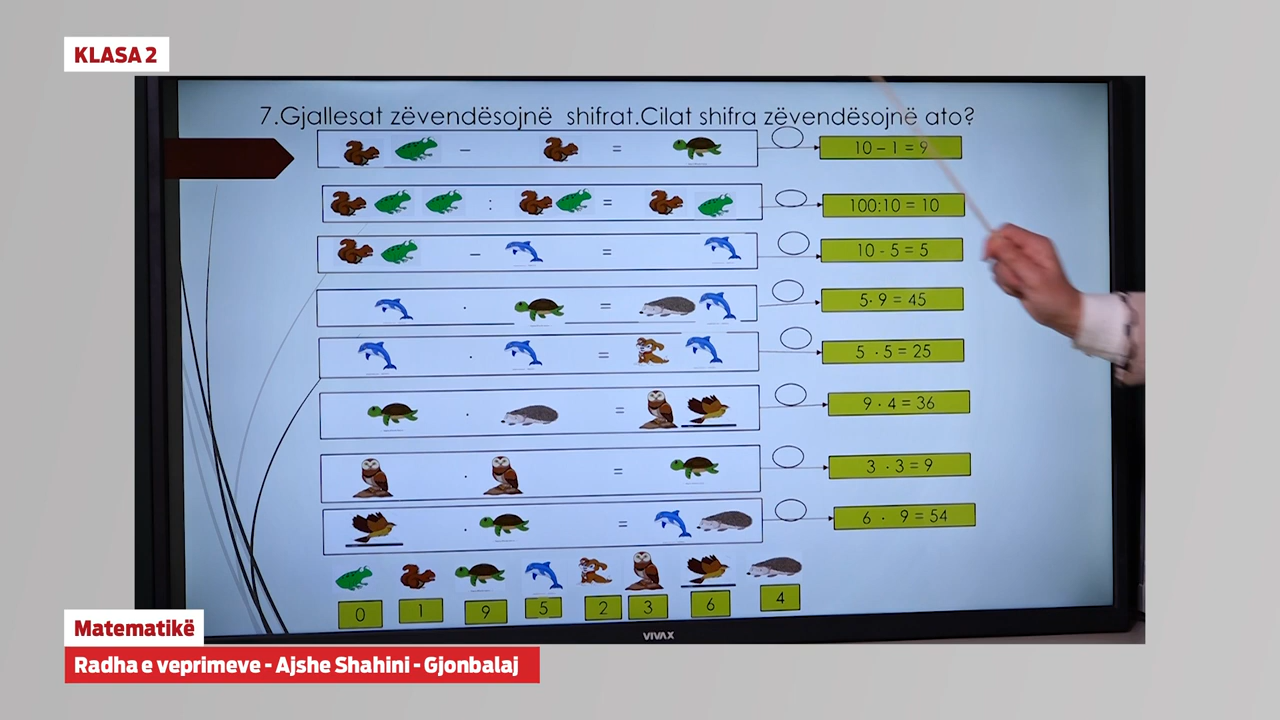 KLASA 2
7.Gjallesat zëvendësojnë shifrat.Cilat shifra zëvendësojnë ato?
– = 10 – 1 = 9
: = 100:10 = 10
– = 10 - 5 = 5
· = 5· 9 = 45
· = 5 · 5 = 25
· = 9 · 4 = 36
· = 3 · 3 = 9
· = 6 · 9 = 54
0 1 9 5 2 3 6 4
VIVAX
Matematikë
Radha e veprimeve - Ajshe Shahini - Gjonbalaj